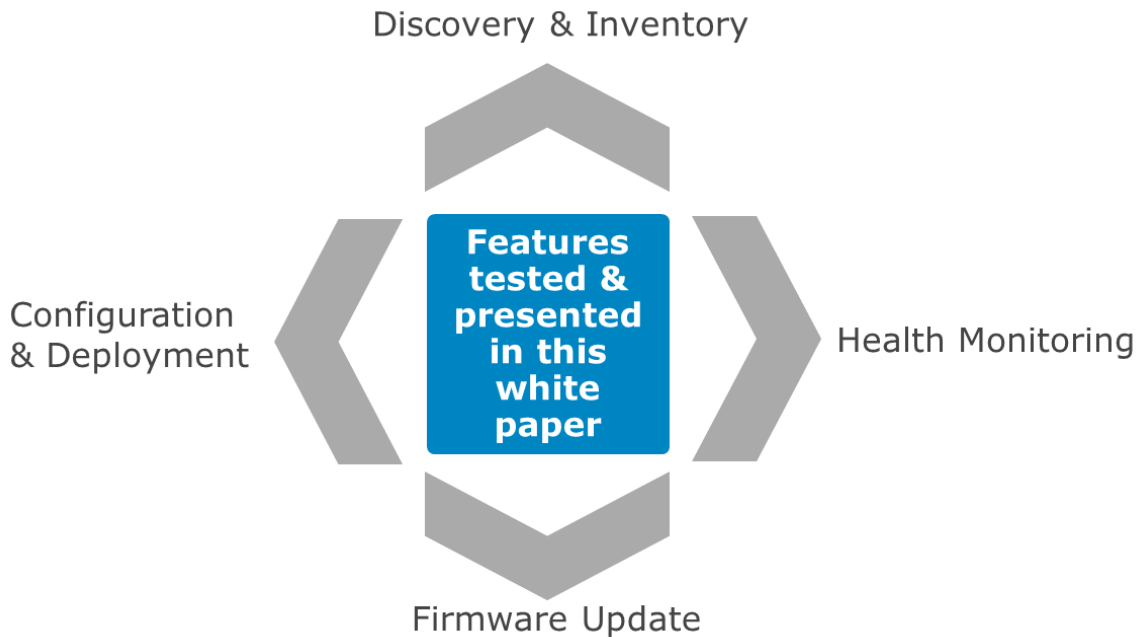 Discovery & Inventory
Features
tested &
presented
in this
white
paper
Configuration
& Deployment
Health Monitoring
Firmware Update